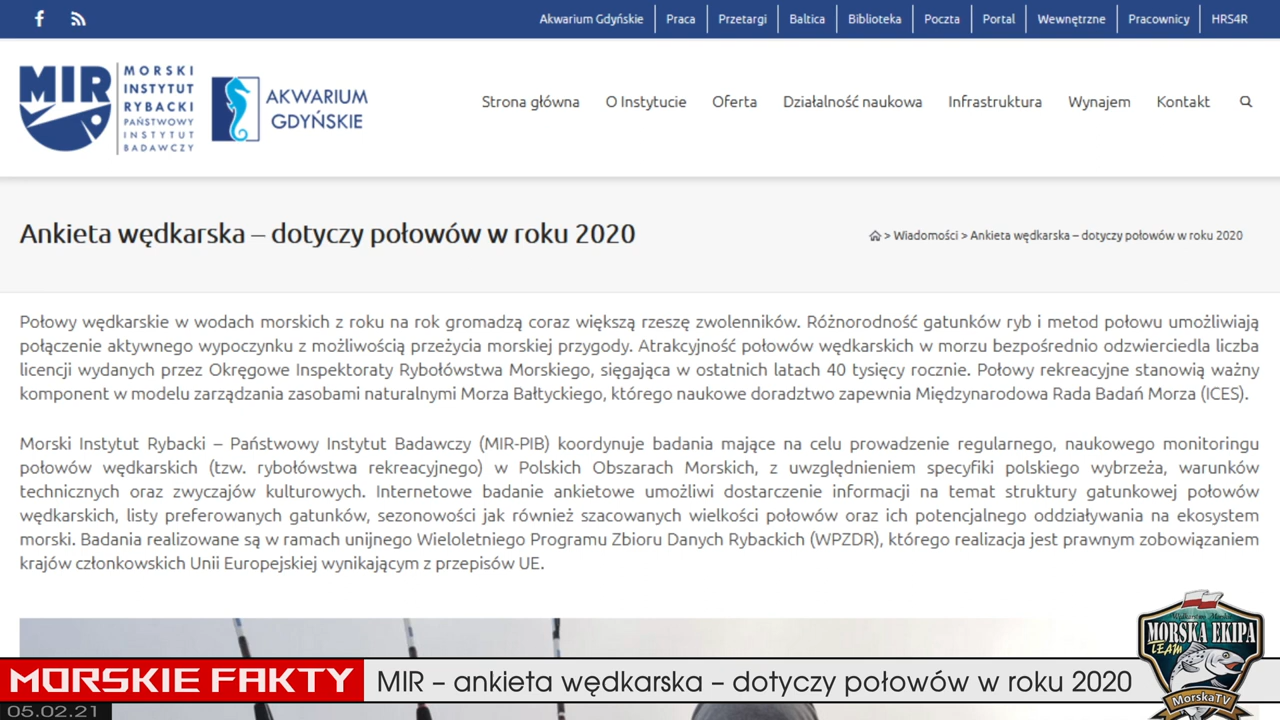 Akwarium Gdyńskie Praca Przetargi Baltica Biblioteka Poczta Portal Wewnętrzne Pracownicy HRS4R
MIR
MORSKI
INSTYTUT
RYBACKI
PAŃSTWOWY
INSTYTUT
BADAWCZY
AKWARIUM
GDYŃSKIE
Strona główna O Instytucie Oferta Działalność naukowa Infrastruktura Wynajem Kontakt
Ankieta wędkarska – dotyczy połowów w roku 2020
> Wiadomości > Ankieta wędkarska – dotyczy połowów w roku 2020
Połowy wędkarskie w wodach morskich z roku na rok gromadzą coraz większą rzeszę zwolenników. Różnorodność gatunków ryb i metod połowu umożliwiają
połączenie aktywnego wypoczynku z możliwością przeżycia morskiej przygody. Atrakcyjność połowów wędkarskich w morzu bezpośrednio odzwierciedla liczba
licencji wydanych przez Okręgowe Inspektoraty Rybołówstwa Morskiego, sięgająca w ostatnich latach 40 tysięcy rocznie. Połowy rekreacyjne stanowią ważny
komponent w modelu zarządzania zasobami naturalnymi Morza Bałtyckiego, którego naukowe doradztwo zapewnia Międzynarodowa Rada Badań Morza (ICES).
Morski Instytut Rybacki – Państwowy Instytut Badawczy (MIR-PIB) koordynuje badania mające na celu prowadzenie regularnego, naukowego monitoringu
połowów wędkarskich (tzw. rybołówstwa rekreacyjnego) w Polskich Obszarach Morskich, z uwzględnieniem specyfiki polskiego wybrzeża, warunków
technicznych oraz zwyczajów kulturowych. Internetowe badanie ankietowe umożliwi dostarczenie informacji na temat struktury gatunkowej połowów
wędkarskich, listy preferowanych gatunków, sezonowości jak również szacowanych wielkości połowów oraz ich potencjalnego oddziaływania na ekosystem
morski. Badania realizowane są w ramach unijnego Wieloletniego Programu Zbioru Danych Rybackich (WPZDR), którego realizacja jest prawnym zobowiązaniem
krajów członkowskich Unii Europejskiej wynikającym z przepisów UE.
Wędkarstwo Morskie
MORSKA EKIPA
TEAM
MorskaTV
MORSKIE FAKTY
MIR – ankieta wędkarska – dotyczy połowów w roku 2020
05.02.21